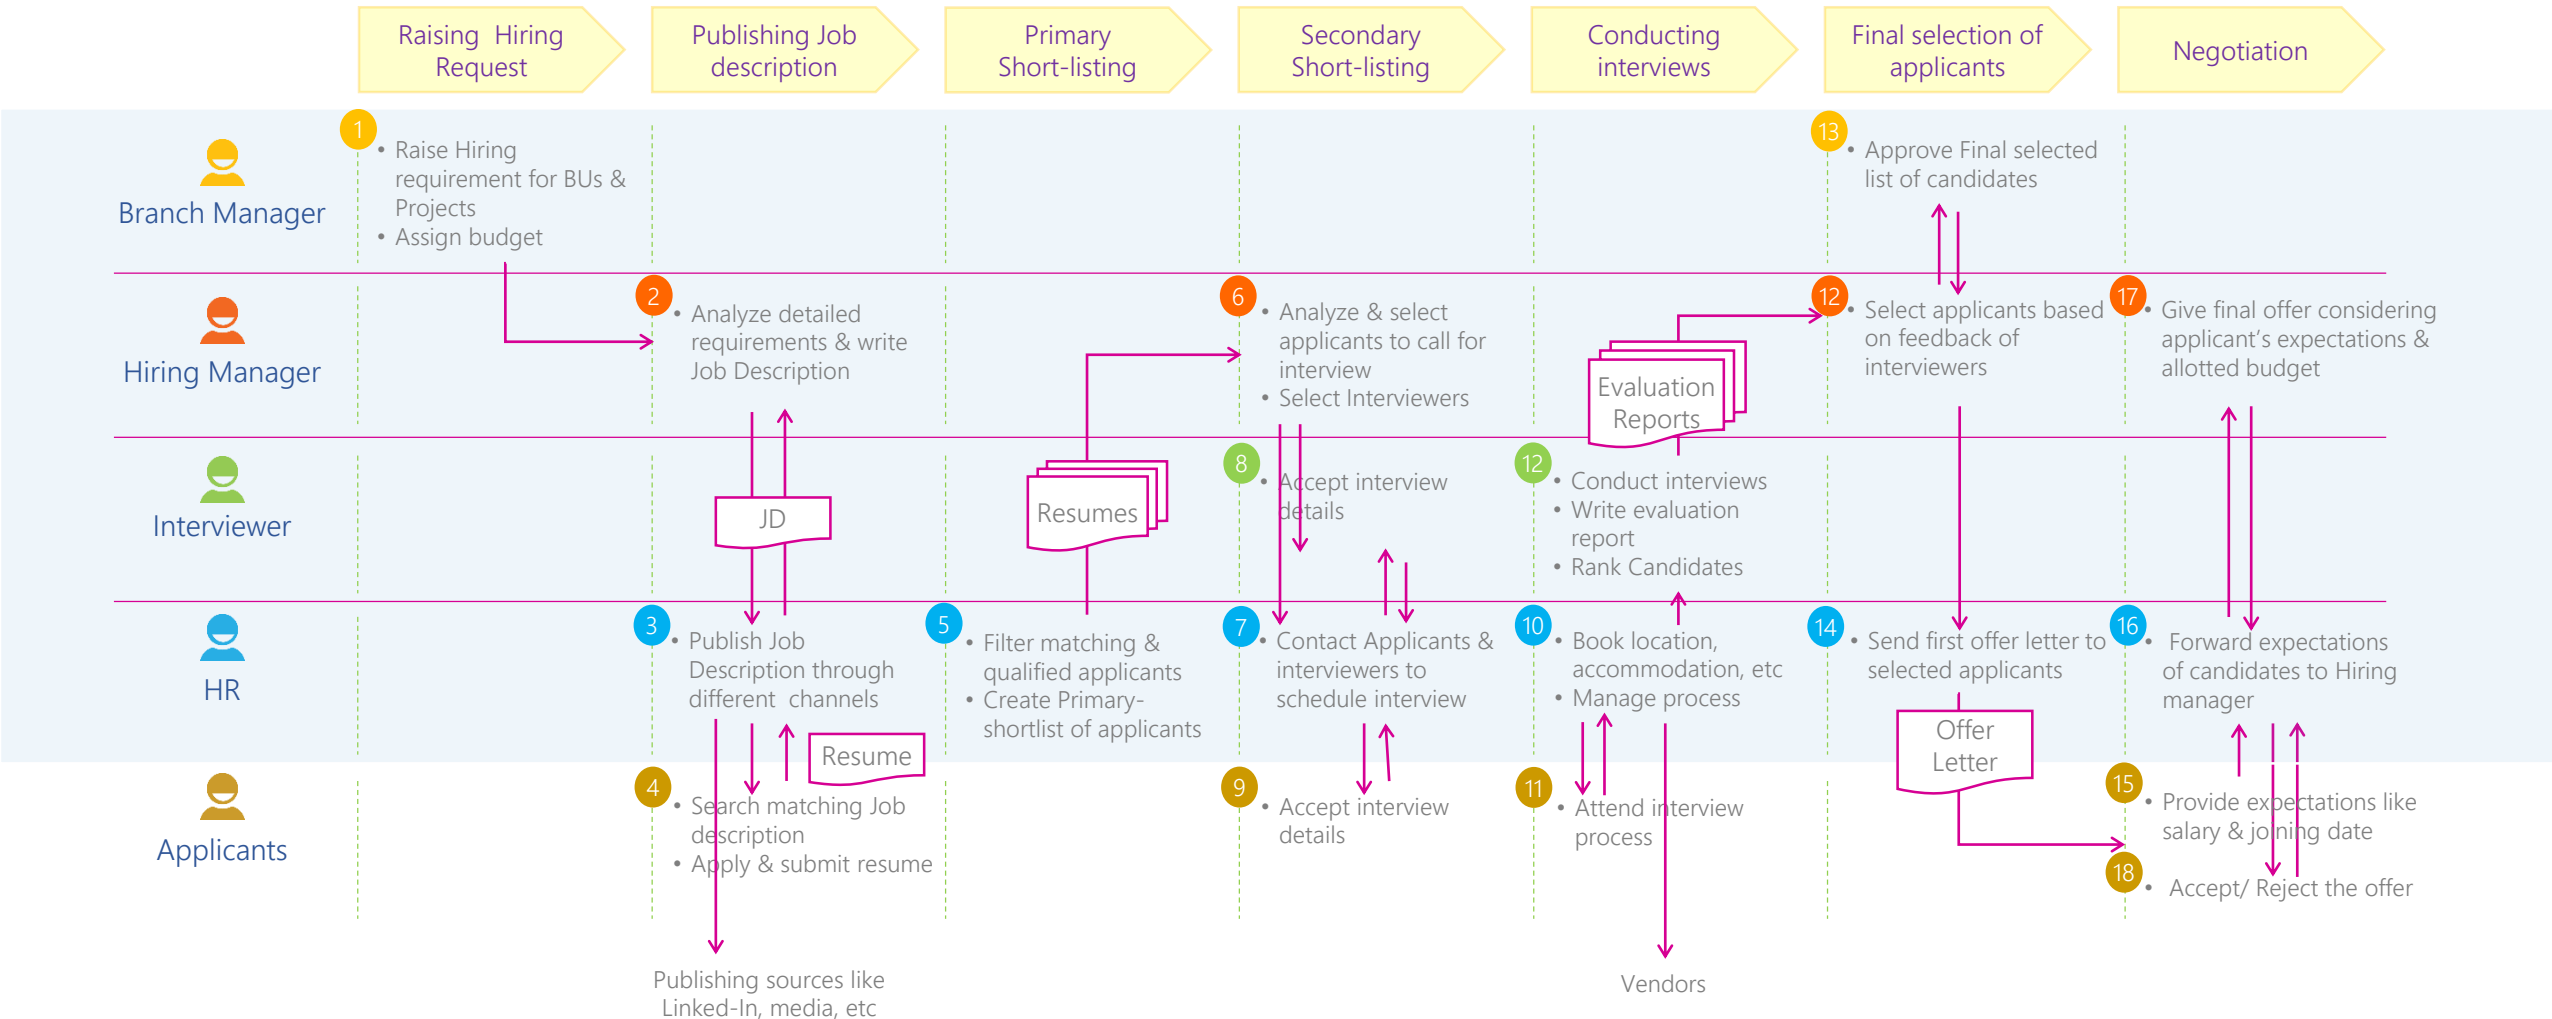 Raising  Hiring
Request
Publishing Job
description
Primary
Short-listing
Secondary
Short-listing
Conducting
interviews
Final selection of
applicants
Negotiation
Branch Manager
1
• Raise Hiring
requirement for BUs &
Projects
• Assign budget
13
• Approve Final selected
list of candidates
Hiring Manager
2
• Analyze detailed
requirements & write
Job Description
6
• Analyze & select
applicants to call for
interview
• Select Interviewers
Evaluation
Reports
12
• Select applicants based
on feedback of
interviewers
17
• Give final offer considering
applicant's expectations &
allotted budget
Interviewer
JD
Resumes
8
• Accept interview
details
12
• Conduct interviews
• Write evaluation
report
• Rank Candidates
HR
3
• Publish Job
Description through
different  channels
Resume
5
• Filter matching &
qualified applicants
• Create Primary-
shortlist of applicants
7
• Contact Applicants &
interviewers to
schedule interview
10
• Book location,
accommodation, etc
• Manage process
14
• Send first offer letter to
selected applicants
Offer
Letter
16
• Forward expectations
of candidates to Hiring
manager
Applicants
4
• Search matching Job
description
• Apply & submit resume
9
• Accept interview
details
11
• Attend interview
process
15
• Provide expectations like
salary & joining date
18
• Accept/ Reject the offer
Publishing sources like
Linked-In, media, etc
Vendors